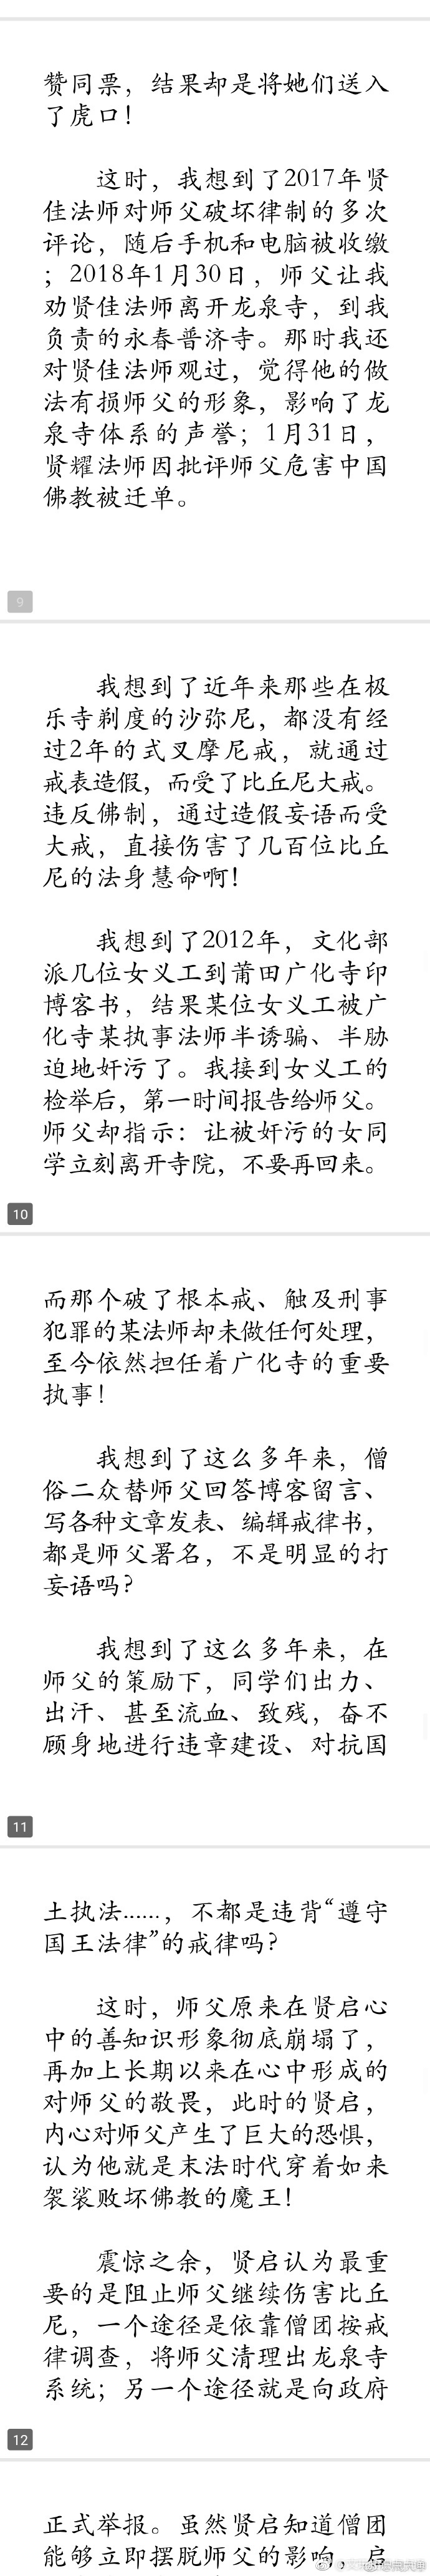 赞同票，结果却是将她们送入
了虎口！
这时，我想到了2017年贤
佳法师对师父破坏律制的多次
评论，随后手机和电脑被收缴
；2018年1月30日，师父让我
劝贤佳法师离开龙泉寺，到我
负责的永春普济寺。那时我还
对贤佳法师观过，觉得他的做
法有损师父的形象，影响了龙
泉寺体系的声誉；1月31日，
贤耀法师因批评师父危害中国
佛教被迁单。
9
我想到了近年来那些在极
乐寺剃度的沙弥尼，都没有经
过2年的式叉摩尼戒，就通过
戒表造假，而受了比丘尼大戒。
违反佛制，通过造假妄语而受
大戒，直接伤害了几百位比丘
尼的法身慧命啊！
我想到了2012年，文化部
派几位女义工到莆田广化寺印
博客书，结果某位女义工被广
化寺某执事法师半诱骗、半胁
迫地奸污了。我接到女义工的
检举后，第一时间报告给师父。
师父却指示：让被奸污的女同
学立刻离开寺院，不要再回来。
10
而那个破了根本戒、触及刑事
犯罪的某法师却未做任何处理，
至今依然担任着广化寺的重要
执事！
我想到了这么多年来，僧
俗二众替师父回答博客留言、
写各种文章发表、编辑戒律书，
都是师父署名，不是明显的打
妄语吗？
我想到了这么多年来，在
师父的策励下，同学们出力、
出汗、甚至流血、致残，奋不
顾身地进行违章建设、对抗国
11
土执法......，不都是违背“遵守
国王法律”的戒律吗？
这时，师父原来在贤启心
中的善知识形象彻底崩塌了，
再加上长期以来在心中形成的
对师父的敬畏，此时的贤启，
内心对师父产生了巨大的恐惧，
认为他就是末法时代穿着如来
袈裟败坏佛教的魔王！
震惊之余，贤启认为最重
要的是阻止师父继续伤害比丘
尼，一个途径是依靠僧团按戒
律调查，将师父清理出龙泉寺
系统；另一个途径就是向政府
12
正式举报。虽然贤启知道僧团
能够立即摆脱师父的影响，启